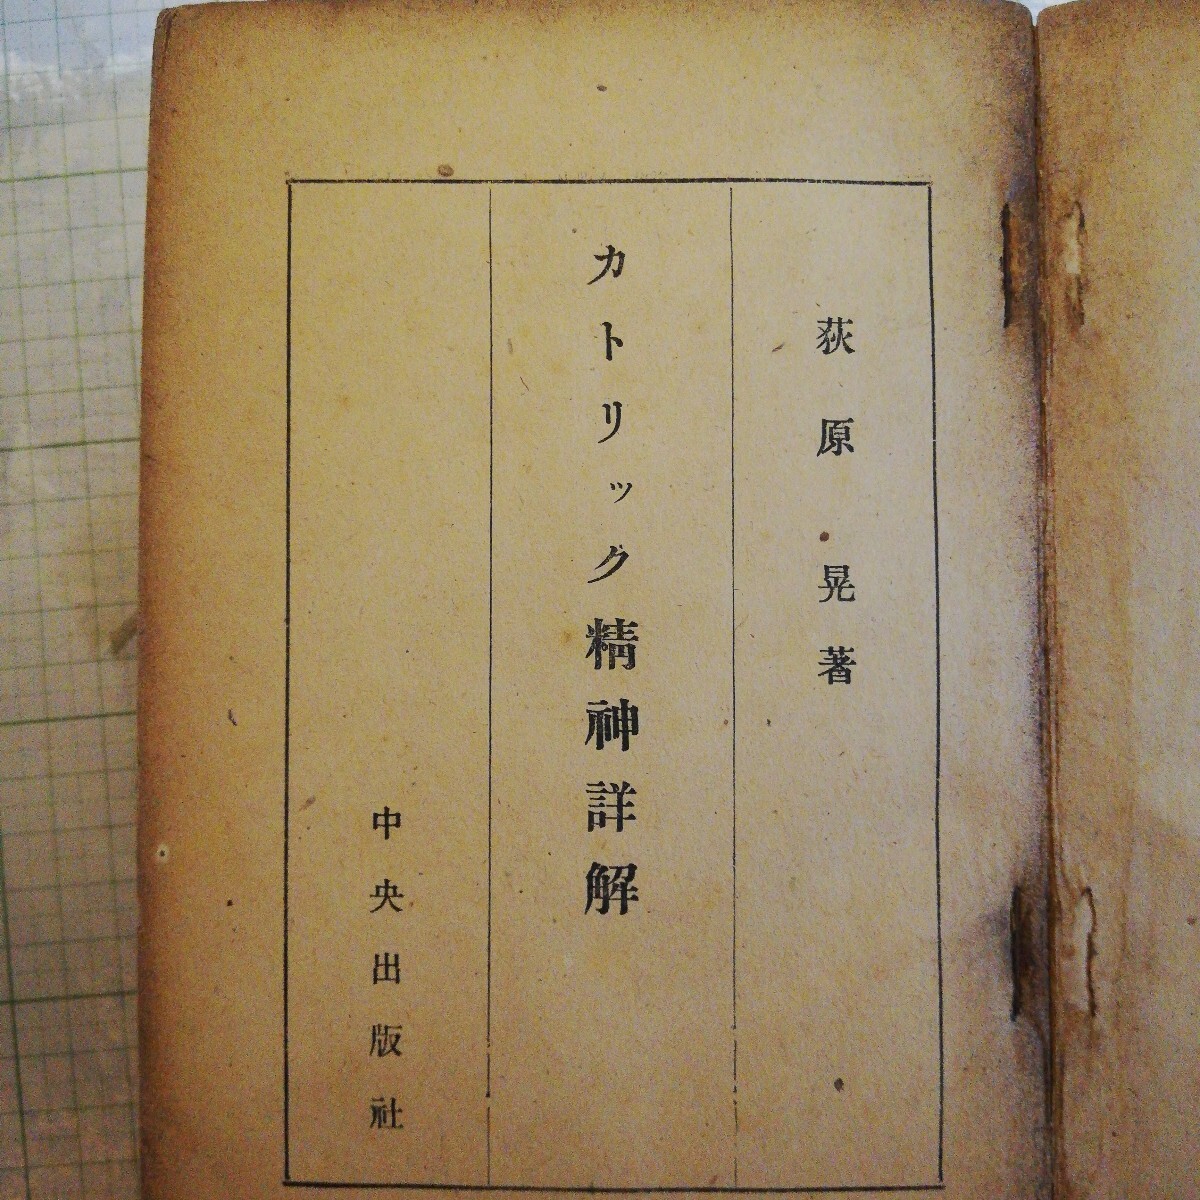 荻原晃著
カトリック精神詳解
中央出版社